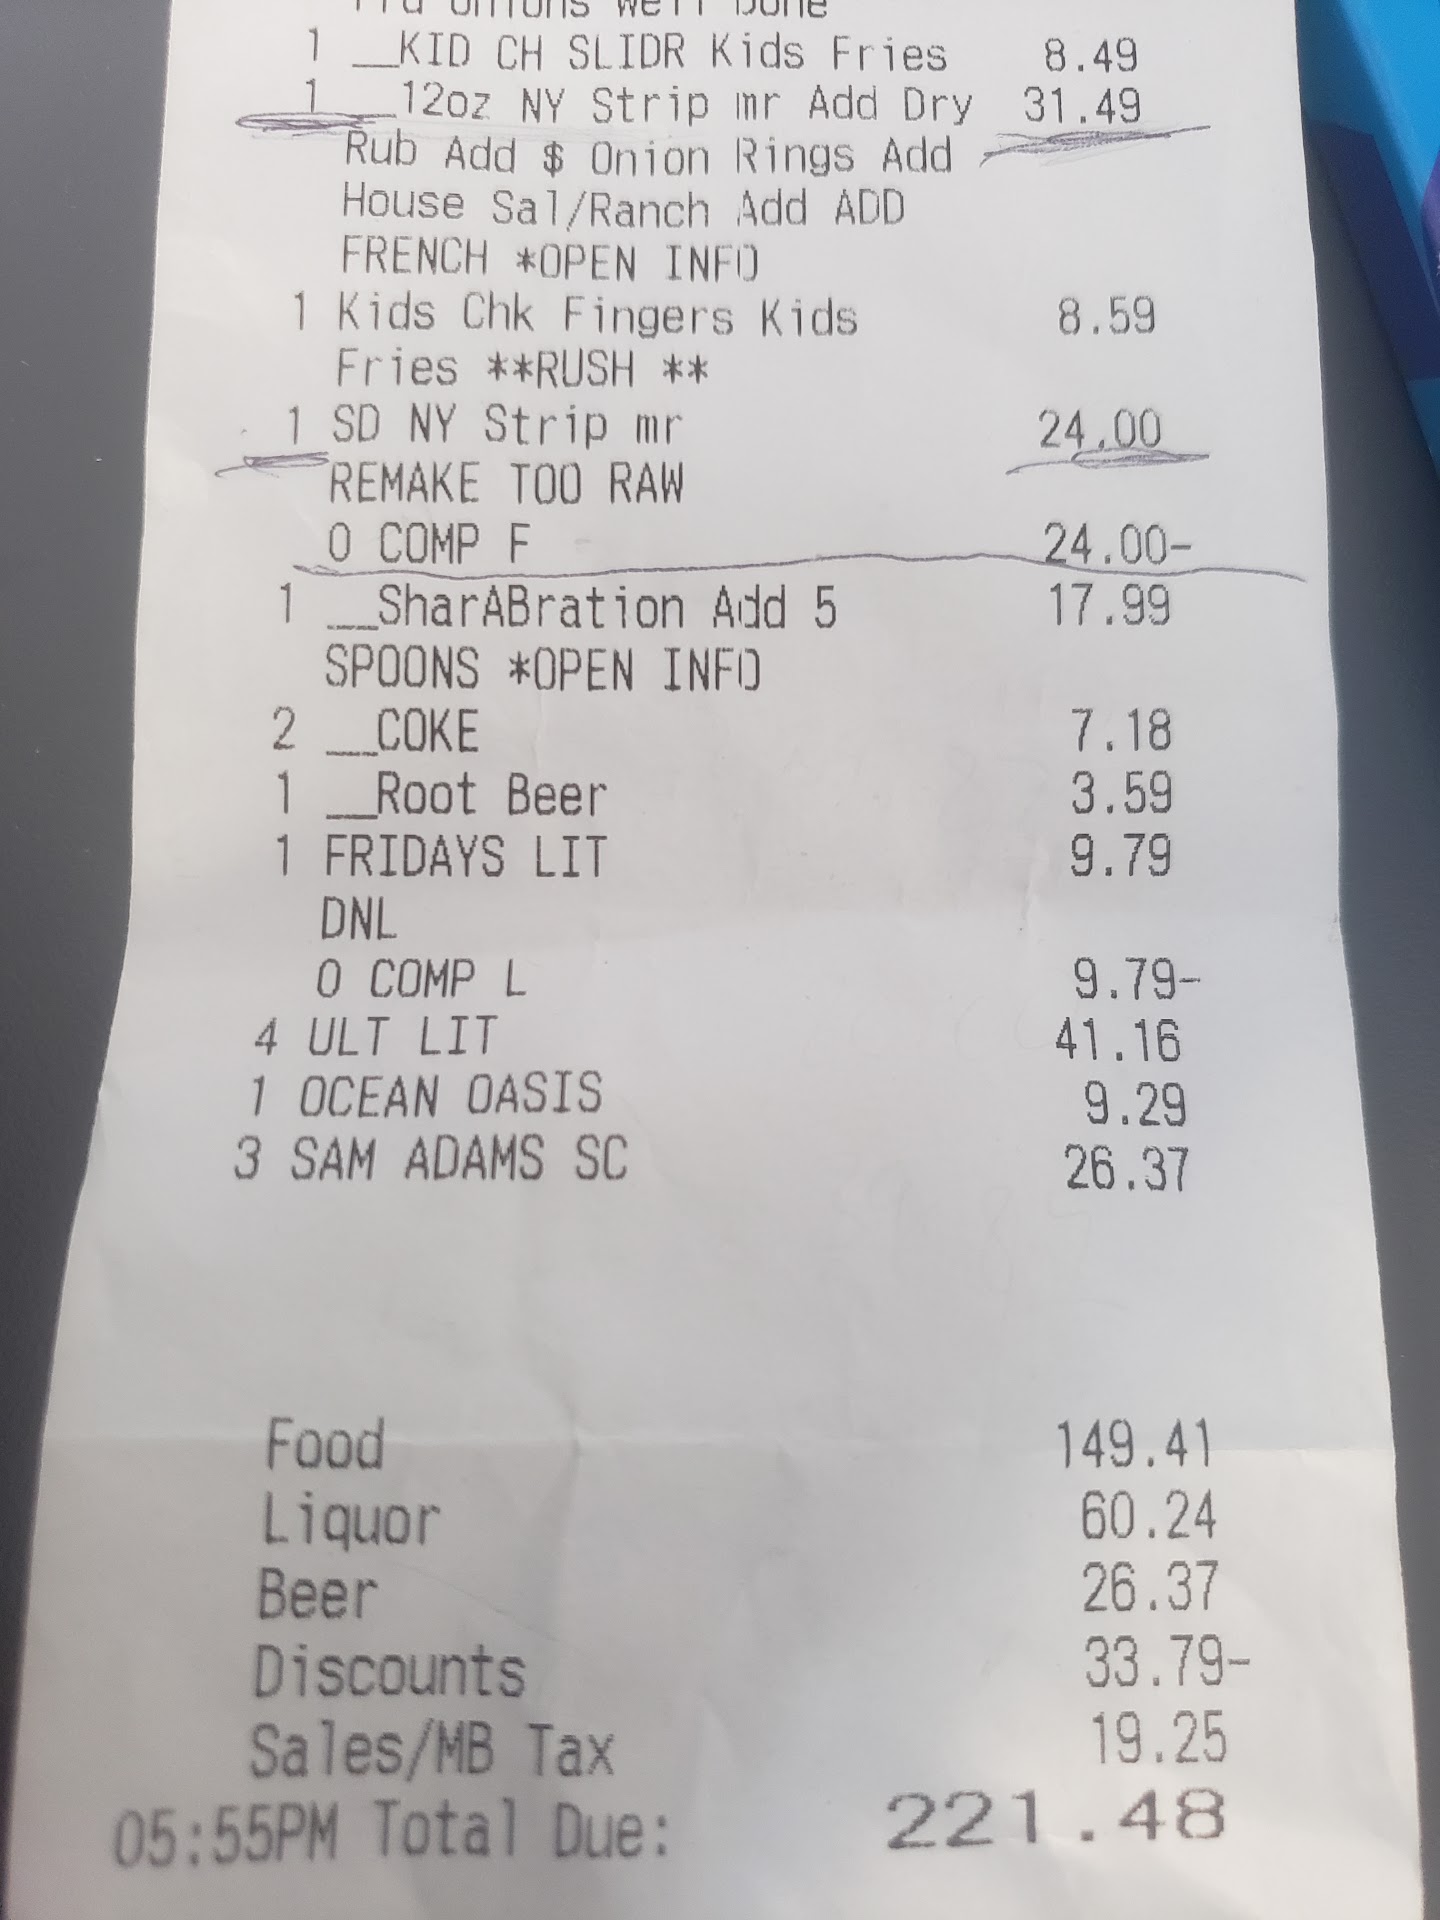 Onions Well Done
1 __KID CH SLIDR Kids Fries 8.49
1 __12oz NY Strip mr Add Dry 31.49
Rub Add $ Onion Rings Add
House Sal/Ranch Add ADD
FRENCH *OPEN INFO
1 Kids Chk Fingers Kids 8.59
Fries **RUSH **
1 SD NY Strip mr 24.00
REMAKE TOO RAW
0 COMP F 24.00-
1 __SharABration Add 5 17.99
SPOONS *OPEN INFO
2 __COKE 7.18
1 __Root Beer 3.59
1 FRIDAYS LIT 9.79
DNL
0 COMP L 9.79-
4 ULT LIT 41.16
1 OCEAN OASIS 9.29
3 SAM ADAMS SC 26.37
Food 149.41
Liquor 60.24
Beer 26.37
Discounts 33.79-
Sales/MB Tax 19.25
05:55PM Total Due: 221.48